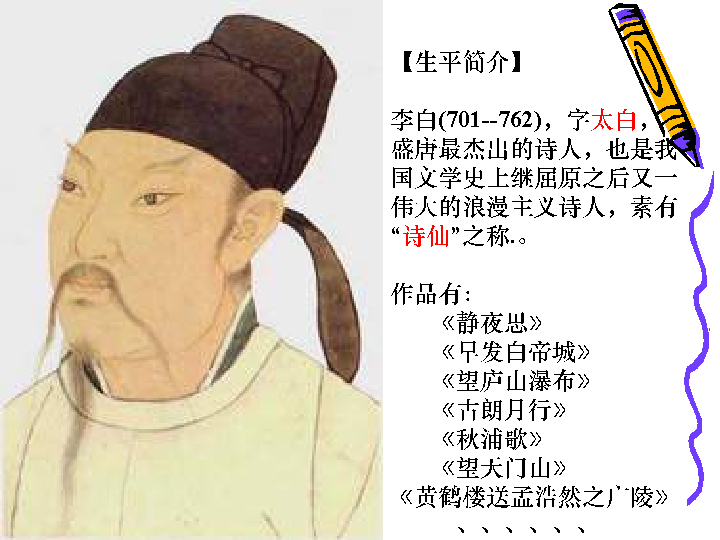 【生平简介】
李白(701--762)，字太白，
盛唐最杰出的诗人，也是我
国文学史上继屈原之后又一
伟大的浪漫主义诗人，素有
“诗仙”之称.。
作品有：
《静夜思》
《早发白帝城》
《望庐山瀑布》
《古朗月行》
《秋浦歌》
《望天门山》
《黄鹤楼送孟浩然之广陵》
、、、、、、